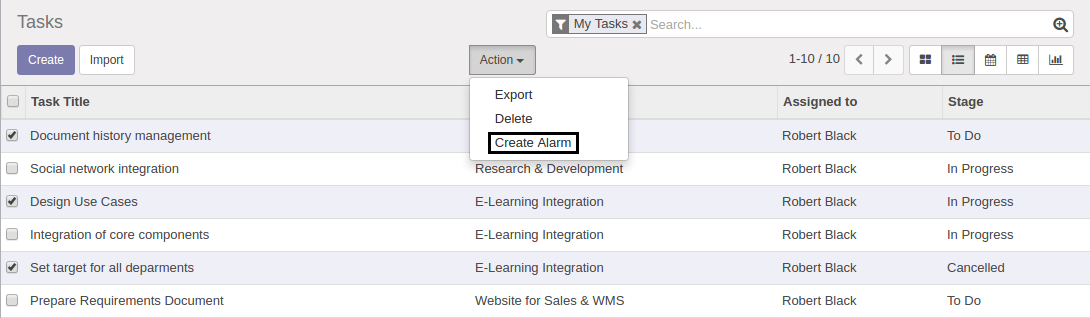 Tasks
My Tasks Search...
Create Import Action 1-10 / 10
Export
Delete
Create Alarm
Task Title Assigned to Stage
Document history management Robert Black To Do
Social network integration Research & Development Robert Black In Progress
Design Use Cases E-Learning Integration Robert Black In Progress
Integration of core components E-Learning Integration Robert Black In Progress
Set target for all deparments E-Learning Integration Robert Black Cancelled
Prepare Requirements Document Website for Sales & WMS Robert Black To Do